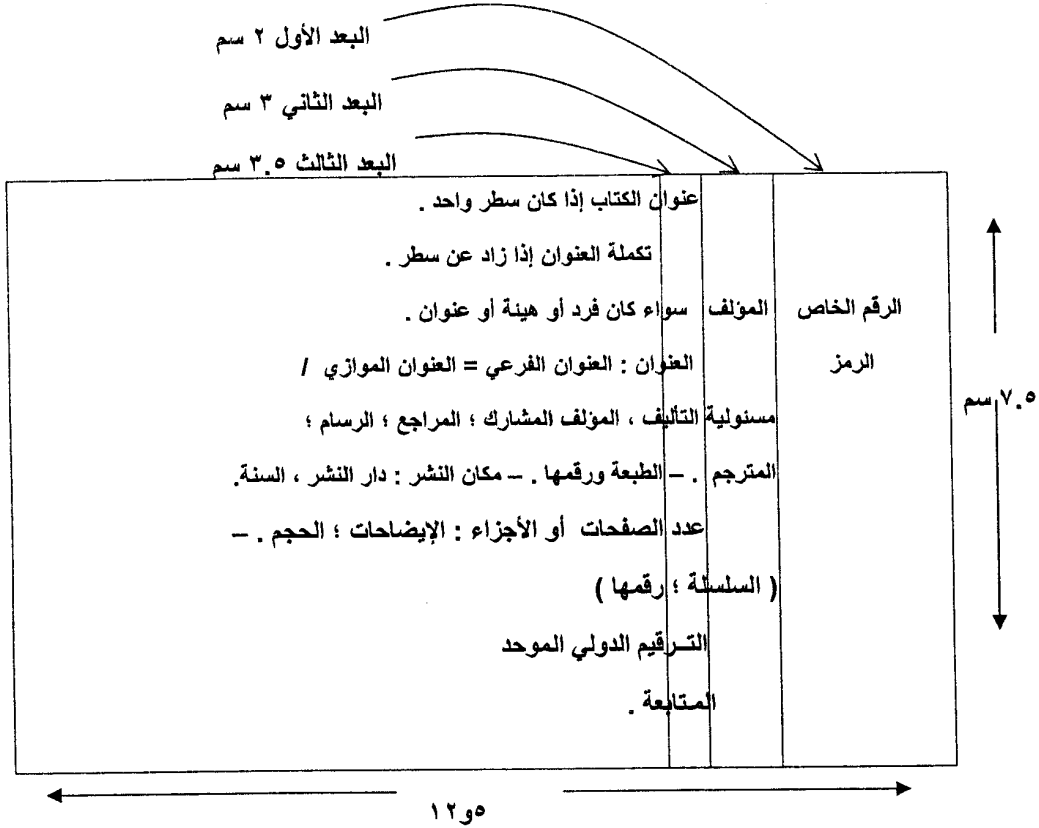 البعد الأول ٢ سم
البعد الثاني ٣ سم
البعد الثالث ٣.٥ سم
عنوان الكتاب إذا كان سطر واحد .
تكملة العنوان إذا زاد عن سطر .
الرقم الخاص المؤلف سواء كان فرد أو هيئة أو عنوان .
الرمز العنوان : العنوان الفرعي = العنوان الموازي /
٧.٥ سم
مسئولية التأليف ، المؤلف المشارك ؛ المراجع ؛ الرسام ؛
المترجم . – الطبعة ورقمها . – مكان النشر : دار النشر ، السنة.
عدد الصفحات أو الأجزاء : الإيضاحات ؛ الحجم . –
( السلسلة ؛ رقمها )
الترقيم الدولي الموحد
المتابعة .
١٢و٥